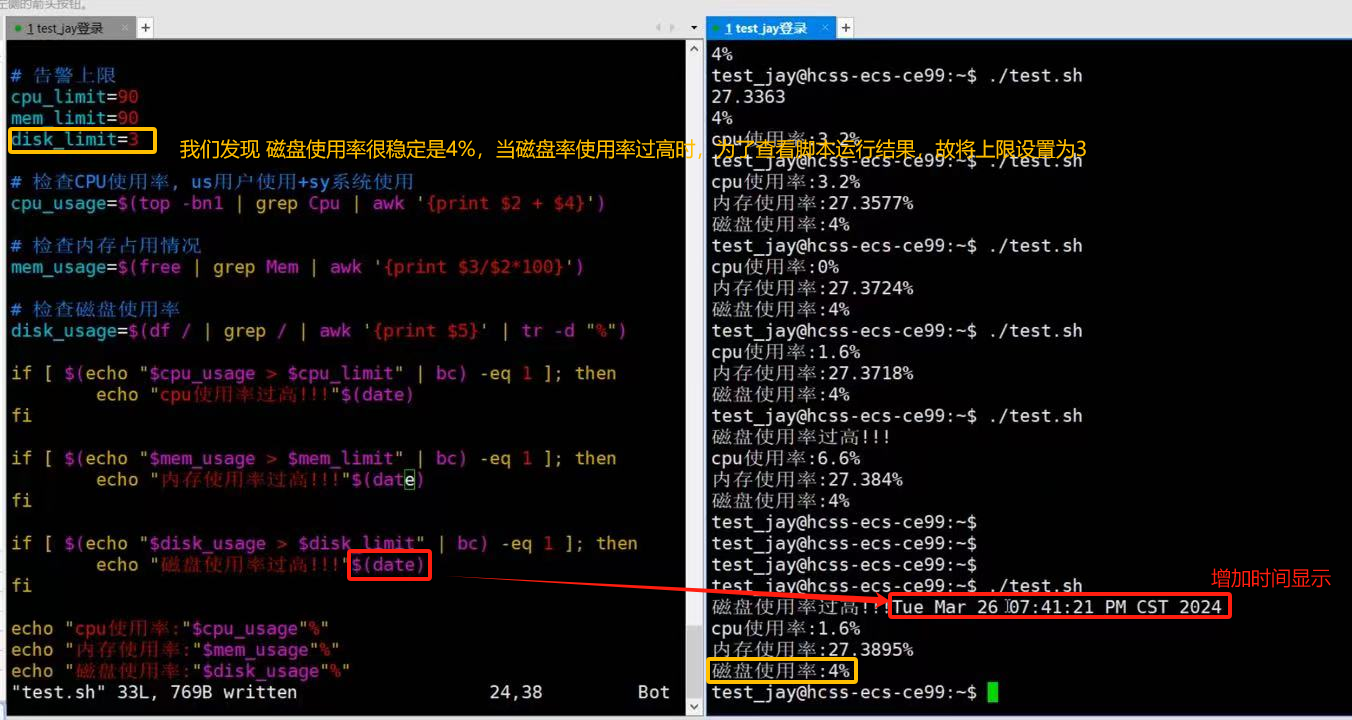 左侧的箭头按钮。
1 test_jay登录 × +
# 告警上限
cpu_limit=90
mem_limit=90
disk_limit=3
我们发现 磁盘使用率很稳定是4%，当磁盘率使用率过高时，为了查看脚本运行结果，故将上限设置为3
# 检查CPU使用率, us用户使用+sy系统使用
cpu_usage=$(top -bn1 | grep Cpu | awk '{print $2 + $4}')
# 检查内存占用情况
mem_usage=$(free | grep Mem | awk '{print $3/$2*100}')
# 检查磁盘使用率
disk_usage=$(df / | grep / | awk '{print $5}' | tr -d "%")
if [ $(echo "$cpu_usage > $cpu_limit" | bc) -eq 1 ]; then
echo "cpu使用率过高!!!"$(date)
fi
if [ $(echo "$mem_usage > $mem_limit" | bc) -eq 1 ]; then
echo "内存使用率过高!!!"$(date)
fi
if [ $(echo "$disk_usage > $disk_limit" | bc) -eq 1 ]; then
echo "磁盘使用率过高!!!"$(date)
fi
echo "cpu使用率:"$cpu_usage"%"
echo "内存使用率:"$mem_usage"%"
echo "磁盘使用率:"$disk_usage"%"
"test.sh" 33L, 769B written 24,38 Bot
1 test_jay登录 × +
4%
test_jay@hcss-ecs-ce99:~$ ./test.sh
27.3363
4%
cpu使用率:3.2%
cpu使用率:3.2%
内存使用率:27.3577%
磁盘使用率:4%
test_jay@hcss-ecs-ce99:~$ ./test.sh
cpu使用率:0%
内存使用率:27.3724%
磁盘使用率:4%
test_jay@hcss-ecs-ce99:~$ ./test.sh
cpu使用率:1.6%
内存使用率:27.3718%
磁盘使用率:4%
test_jay@hcss-ecs-ce99:~$ ./test.sh
磁盘使用率过高!!!
cpu使用率:6.6%
内存使用率:27.384%
磁盘使用率:4%
test_jay@hcss-ecs-ce99:~$
test_jay@hcss-ecs-ce99:~$
test_jay@hcss-ecs-ce99:~$
test_jay@hcss-ecs-ce99:~$ ./test.sh
增加时间显示
磁盘使用率过高!!!Tue Mar 26 07:41:21 PM CST 2024
cpu使用率:1.6%
内存使用率:27.3895%
磁盘使用率:4%
test_jay@hcss-ecs-ce99:~$